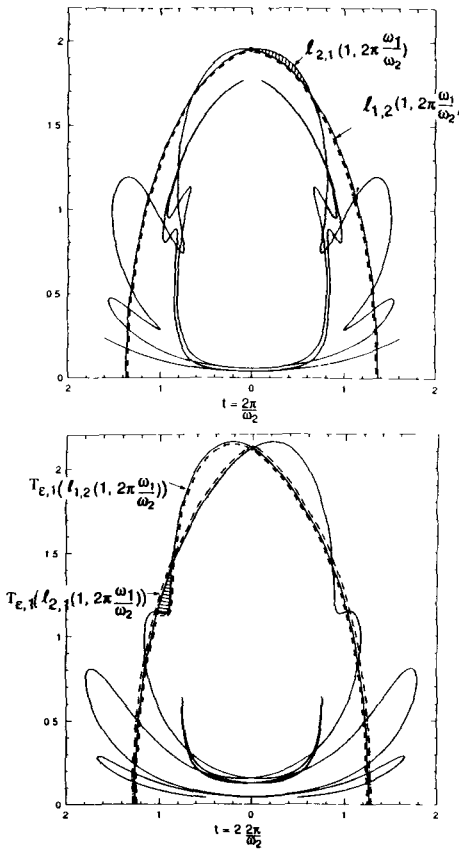 2
ℓ2,1(1, 2π ω1/ω2)
ℓ1,2(1, 2π ω1/ω2)
1 5
1
0 5
0
2 1 0 1 2
t = 2π/ω2
2
Tε,1(ℓ1,2(1, 2π ω1/ω2))
1.5
Tε,1(ℓ2,1(1, 2π ω1/ω2))
1
0.5
0
2 1 0 1 2
t = 2 2π/ω2